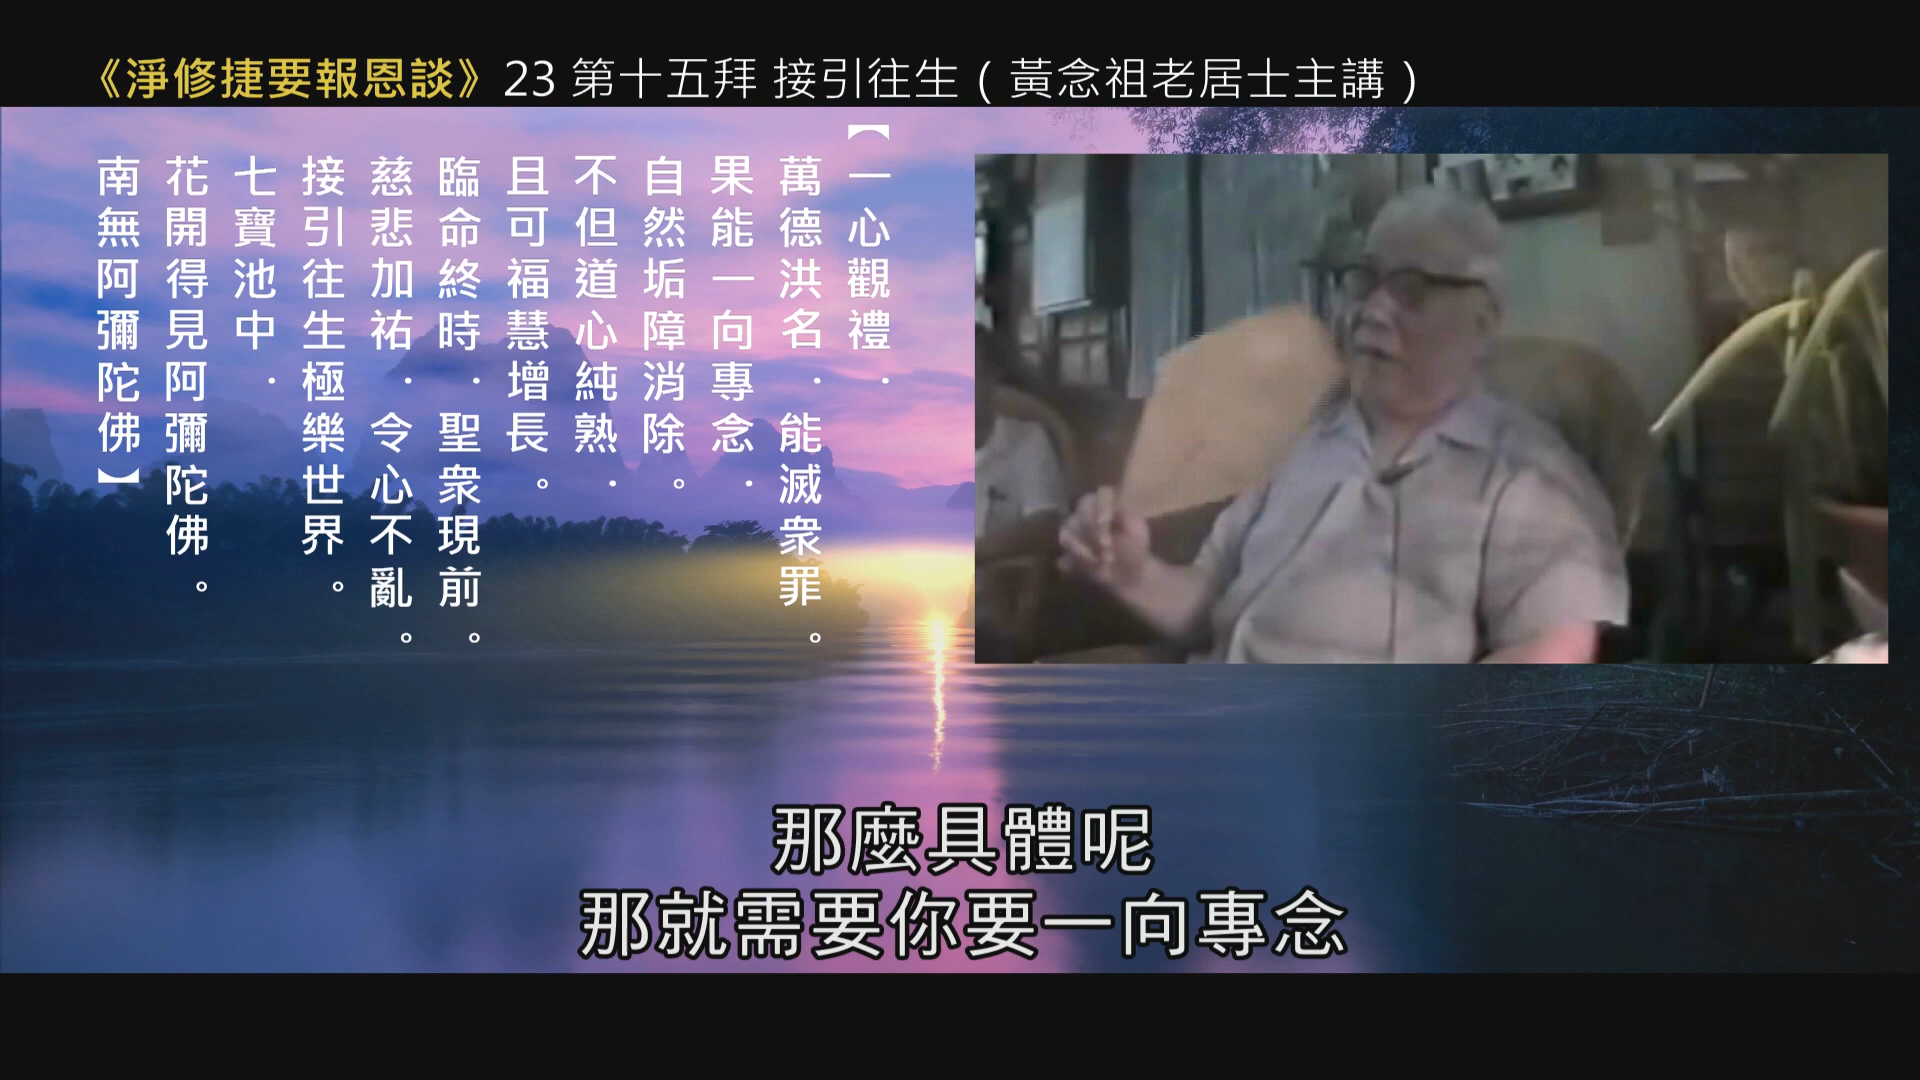 《淨修捷要報恩談》23 第十五拜 接引往生（黃念祖老居士主講）
【一心觀禮．
萬德洪名．能滅衆罪。
果能一向專念．
自然垢障消除。
不但道心純熟．
且可福慧增長。
臨命終時．聖衆現前。
慈悲加祐．令心不亂。
接引往生極樂世界。
七寶池中．
花開得見阿彌陀佛。
南無阿彌陀佛】
那麼具體呢
那就需要你要一向專念